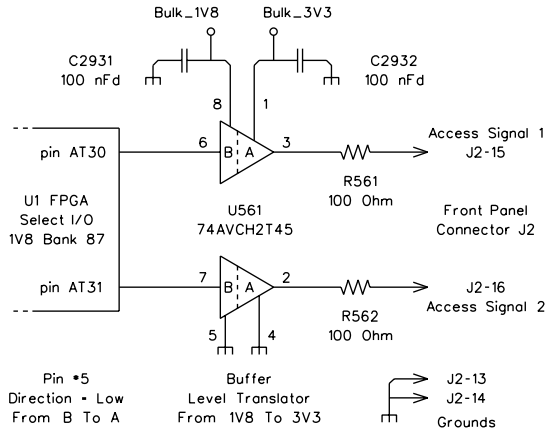 Bulk_1V8
Bulk_3V3
C2931
100 nFd
C2932
100 nFd
8
1
pin AT30
6
B
A
3
Access Signal 1
J2-15
R561
100 Ohm
U1 FPGA
Select I/O
1V8 Bank 87
U561
74AVCH2T45
Front Panel
Connector J2
pin AT31
7
B
A
2
J2-16
Access Signal 2
5
4
R562
100 Ohm
Pin #5
Direction = Low
From B To A
Buffer
Level Translator
From 1V8 To 3V3
J2-13
J2-14
Grounds